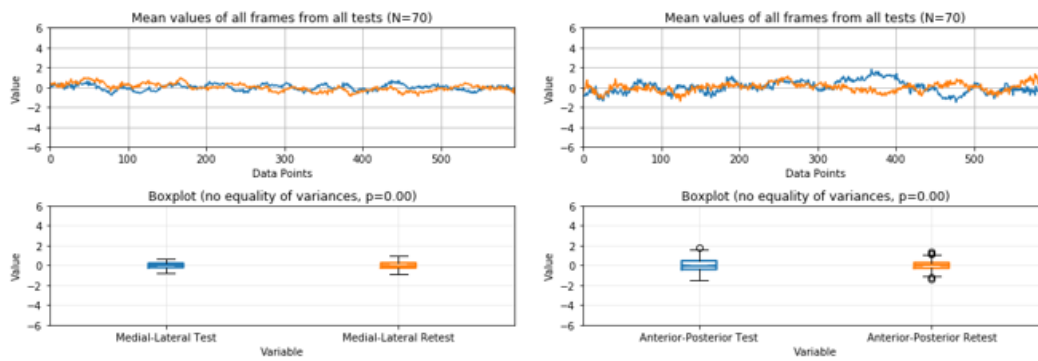 Mean values of all frames from all tests (N=70)
6
4
2
0
−2
−4
−6
Value
0 100 200 300 400 500
Data Points
Boxplot (no equality of variances, p=0.00)
6
4
2
0
−2
−4
−6
Value
Medial-Lateral Test Medial-Lateral Retest
Variable
Mean values of all frames from all tests (N=70)
6
4
2
0
−2
−4
−6
Value
0 100 200 300 400 500
Data Points
Boxplot (no equality of variances, p=0.00)
6
4
2
0
−2
−4
−6
Value
Anterior-Posterior Test Anterior-Posterior Retest
Variable